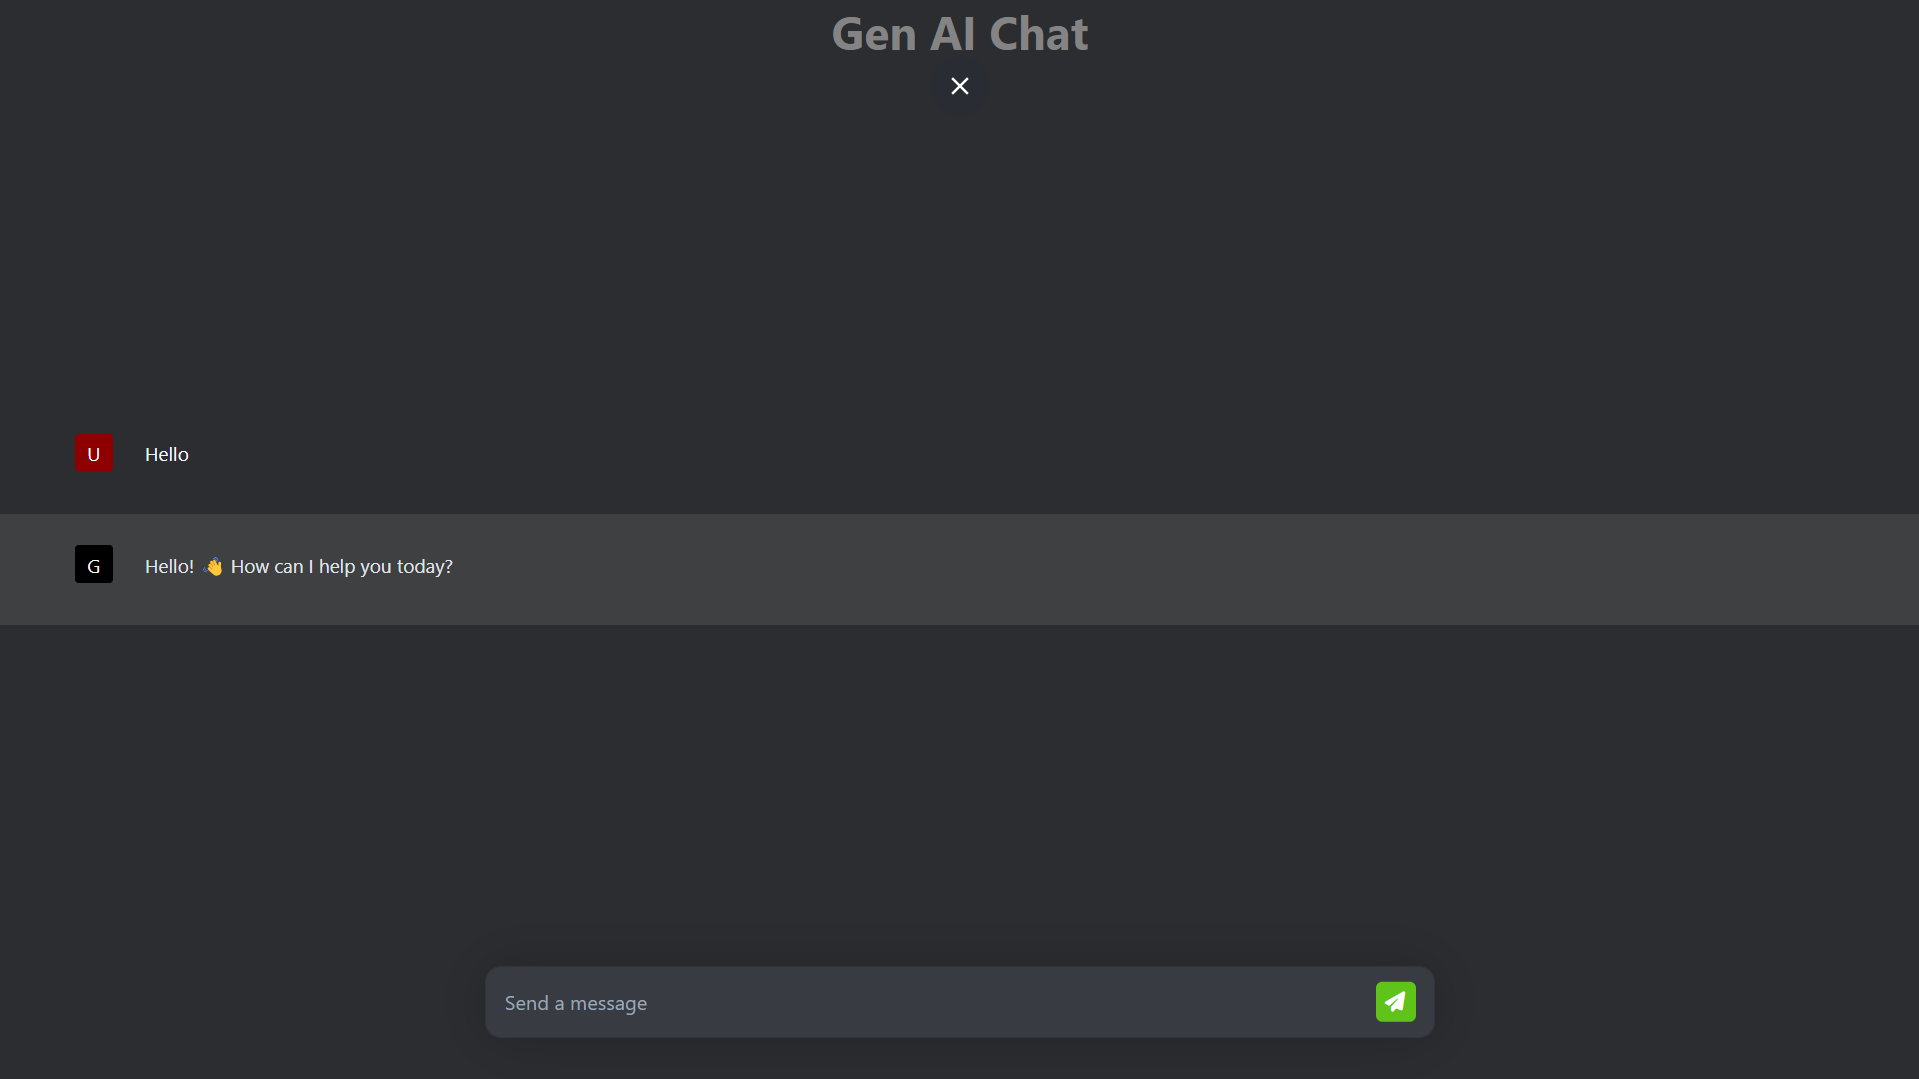 Gen AI Chat
U Hello
G Hello! 👋 How can I help you today?
Send a message